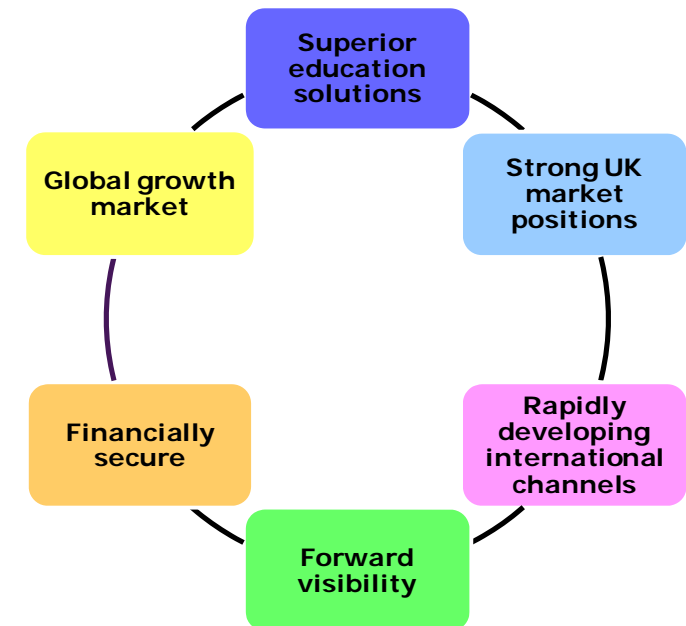 Superior
education
solutions
Strong UK
market
positions
Rapidly
developing
international
channels
Forward
visibility
Financially
secure
Global growth
market